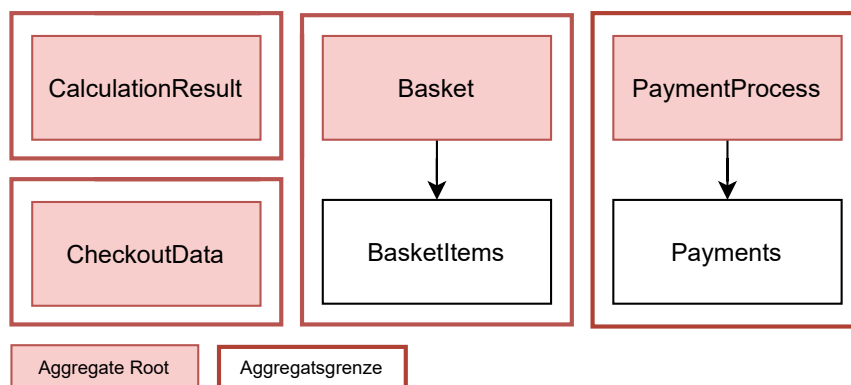 CalculationResult
Basket
PaymentProcess
CheckoutData
BasketItems
Payments
Aggregate Root
Aggregatsgrenze